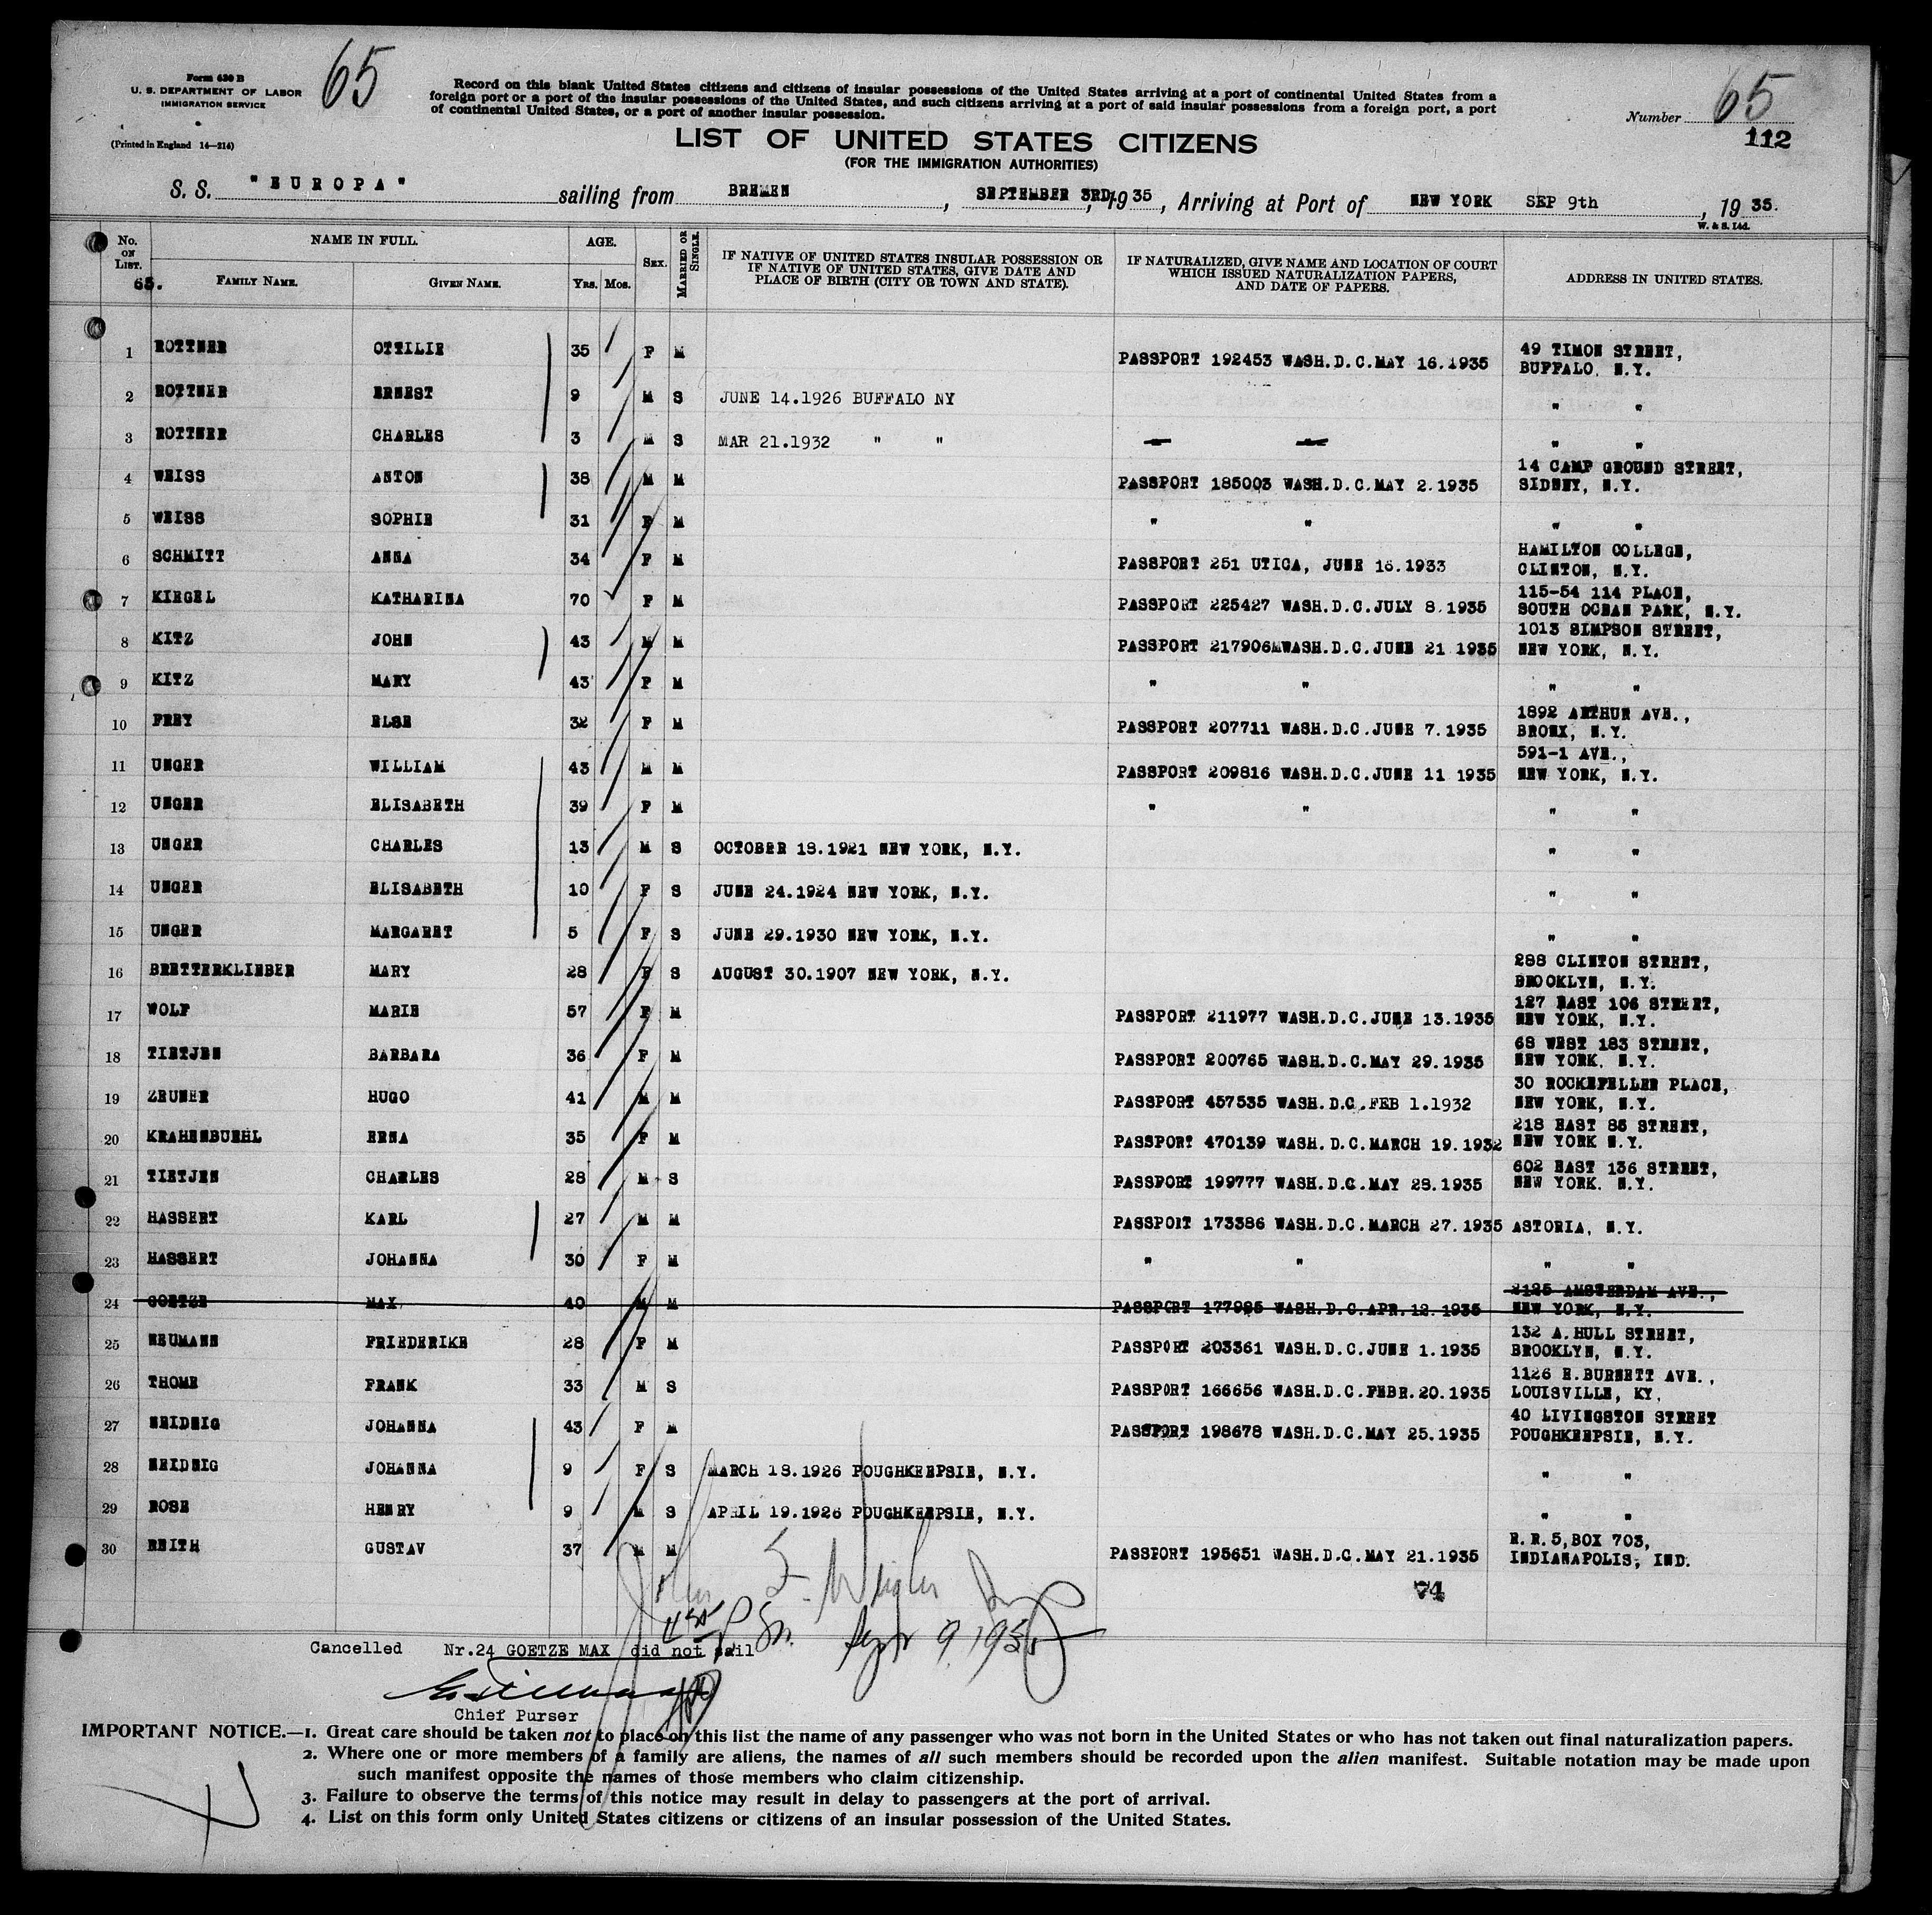 Form 630 B
U. S. DEPARTMENT OF LABOR
IMMIGRATION SERVICE
(Printed in England 14—214)
65
Record on this blank United States citizens and citizens of insular possessions of the United States arriving at a port of continental United States from a
foreign port or a port of the insular possessions of the United States, and such citizens arriving at a port of said insular possessions from a foreign port, a port
of continental United States, or a port of another insular possession.
Number 65
112
LIST OF UNITED STATES CITIZENS
(FOR THE IMMIGRATION AUTHORITIES)
S. S. "EUROPA" sailing from BREMEN, SEPTEMBER 3RD, 1935, Arriving at Port of NEW YORK SEP 9th, 1935.
W. & S. Ltd.
No. ON LIST. NAME IN FULL. AGE. SEX. MARRIED OR SINGLE. IF NATIVE OF UNITED STATES INSULAR POSSESSION OR IF NATIVE OF UNITED STATES, GIVE DATE AND PLACE OF BIRTH (CITY OR TOWN AND STATE). IF NATURALIZED, GIVE NAME AND LOCATION OF COURT WHICH ISSUED NATURALIZATION PAPERS, AND DATE OF PAPERS. ADDRESS IN UNITED STATES.
65. FAMILY NAME. GIVEN NAME. Yrs. Mos.
1 ROTTNER OTTILIE 35 F M PASSPORT 192453 WASH.D.C.MAY 16.1935 49 TIMON STREET, BUFFALO. N.Y.
2 ROTTNER ERNEST 9 M S JUNE 14.1926 BUFFALO NY " "
3 ROTTNER CHARLES 3 M S MAR 21.1932 " " " "
4 WEISS ANTON 38 M M PASSPORT 185003 WASH.D.C.MAY 2.1935 14 CAMP GROUND STREET, SIDNEY, N.Y.
5 WEISS SOPHIE 31 F M " " " "
6 SCHMITT ANNA 34 F M PASSPORT 251 UTICA, JUNE 16.1933 HAMILTON COLLEGE, CLINTON, N.Y.
7 KIEGEL KATHARINA 70 F M PASSPORT 225427 WASH.D.C.JULY 8.1935 115-54 114 PLACE, SOUTH OCEAN PARK, N.Y.
8 KITZ JOHN 43 M M PASSPORT 217906 WASH.D.C.JUNE 21 1935 1013 SIMPSON STREET, NEW YORK, N.Y.
9 KITZ MARY 43 F M " " " "
10 FREY ELSE 32 F M PASSPORT 207711 WASH.D.C.JUNE 7.1935 1892 ARTHUR AVE., BRONX, N.Y.
11 UNGER WILLIAM 43 M M PASSPORT 209816 WASH.D.C.JUNE 11 1935 591-1 AVE., NEW YORK, N.Y.
12 UNGER ELISABETH 39 F M " " " "
13 UNGER CHARLES 13 M S OCTOBER 18.1921 NEW YORK, N.Y. " "
14 UNGER ELISABETH 10 F S JUNE 24.1924 NEW YORK, N.Y. " "
15 UNGER MARGARET 5 F S JUNE 29.1930 NEW YORK, N.Y. " "
16 BRETTERKLIEBER MARY 28 F S AUGUST 30.1907 NEW YORK, N.Y. 288 CLINTON STREET, BROOKLYN, N.Y.
17 WOLF MARIE 57 F M PASSPORT 211977 WASH.D.C.JUNE 13.1935 127 EAST 106 STREET, NEW YORK, N.Y.
18 TIETJEN BARBARA 36 F M PASSPORT 200765 WASH.D.C.MAY 29.1935 68 WEST 183 STREET, NEW YORK. N.Y.
19 ZRUNER HUGO 41 M M PASSPORT 457535 WASH.D.C.FEB 1.1932 30 ROCKEFELLER PLACE, NEW YORK, N.Y.
20 KRAHENBUEHL ERNA 35 F M PASSPORT 470139 WASH.D.C.MARCH 19.1932 218 EAST 86 STREET, NEW YORK N.Y.
21 TIETJEN CHARLES 28 M S PASSPORT 199777 WASH.D.C.MAY 28.1935 602 EAST 136 STREET, NEW YORK. N.Y.
22 HASSERT KARL 27 M M PASSPORT 173386 WASH.D.C.MARCH 27.1935 ASTORIA, N.Y.
23 HASSERT JOHANNA 30 F M " " " "
24 GOETZE MAX 40 M M PASSPORT 177995 WASH.D.C.APR.12.1935 2125 AMSTERDAM AVE., NEW YORK, N.Y.
25 NEUMANN FRIEDERIKE 28 F M PASSPORT 203361 WASH.D.C.JUNE 1.1935 132 A.HULL STREET, BROOKLYN, N.Y.
26 THOME FRANK 33 M S PASSPORT 166656 WASH.D.C.FEBR.20.1935 1126 E.BURNETT AVE., LOUISVILLE, KY.
27 NEIDNIG JOHANNA 43 F M PASSPORT 198678 WASH.D.C.MAY 25.1935 40 LIVINGSTON STREET POUGHKEEPSIE, N.Y.
28 NEIDNIG JOHANNA 9 F S MARCH 18.1926 POUGHKEEPSIE, N.Y. " "
29 ROSE HENRY 9 M S APRIL 19.1926 POUGHKEEPSIE, N.Y. " "
30 REITH GUSTAV 37 M M PASSPORT 195651 WASH.D.C.MAY 21.1935 R.R.5,BOX 703, INDIANAPOLIS, IND.
74
Sept 9, 1935
Cancelled Nr.24 GOETZE MAX did not sail
Chief Purser
IMPORTANT NOTICE.—1. Great care should be taken not to place on this list the name of any passenger who was not born in the United States or who has not taken out final naturalization papers.
2. Where one or more members of a family are aliens, the names of all such members should be recorded upon the alien manifest. Suitable notation may be made upon
such manifest opposite the names of those members who claim citizenship.
3. Failure to observe the terms of this notice may result in delay to passengers at the port of arrival.
4. List on this form only United States citizens or citizens of an insular possession of the United States.